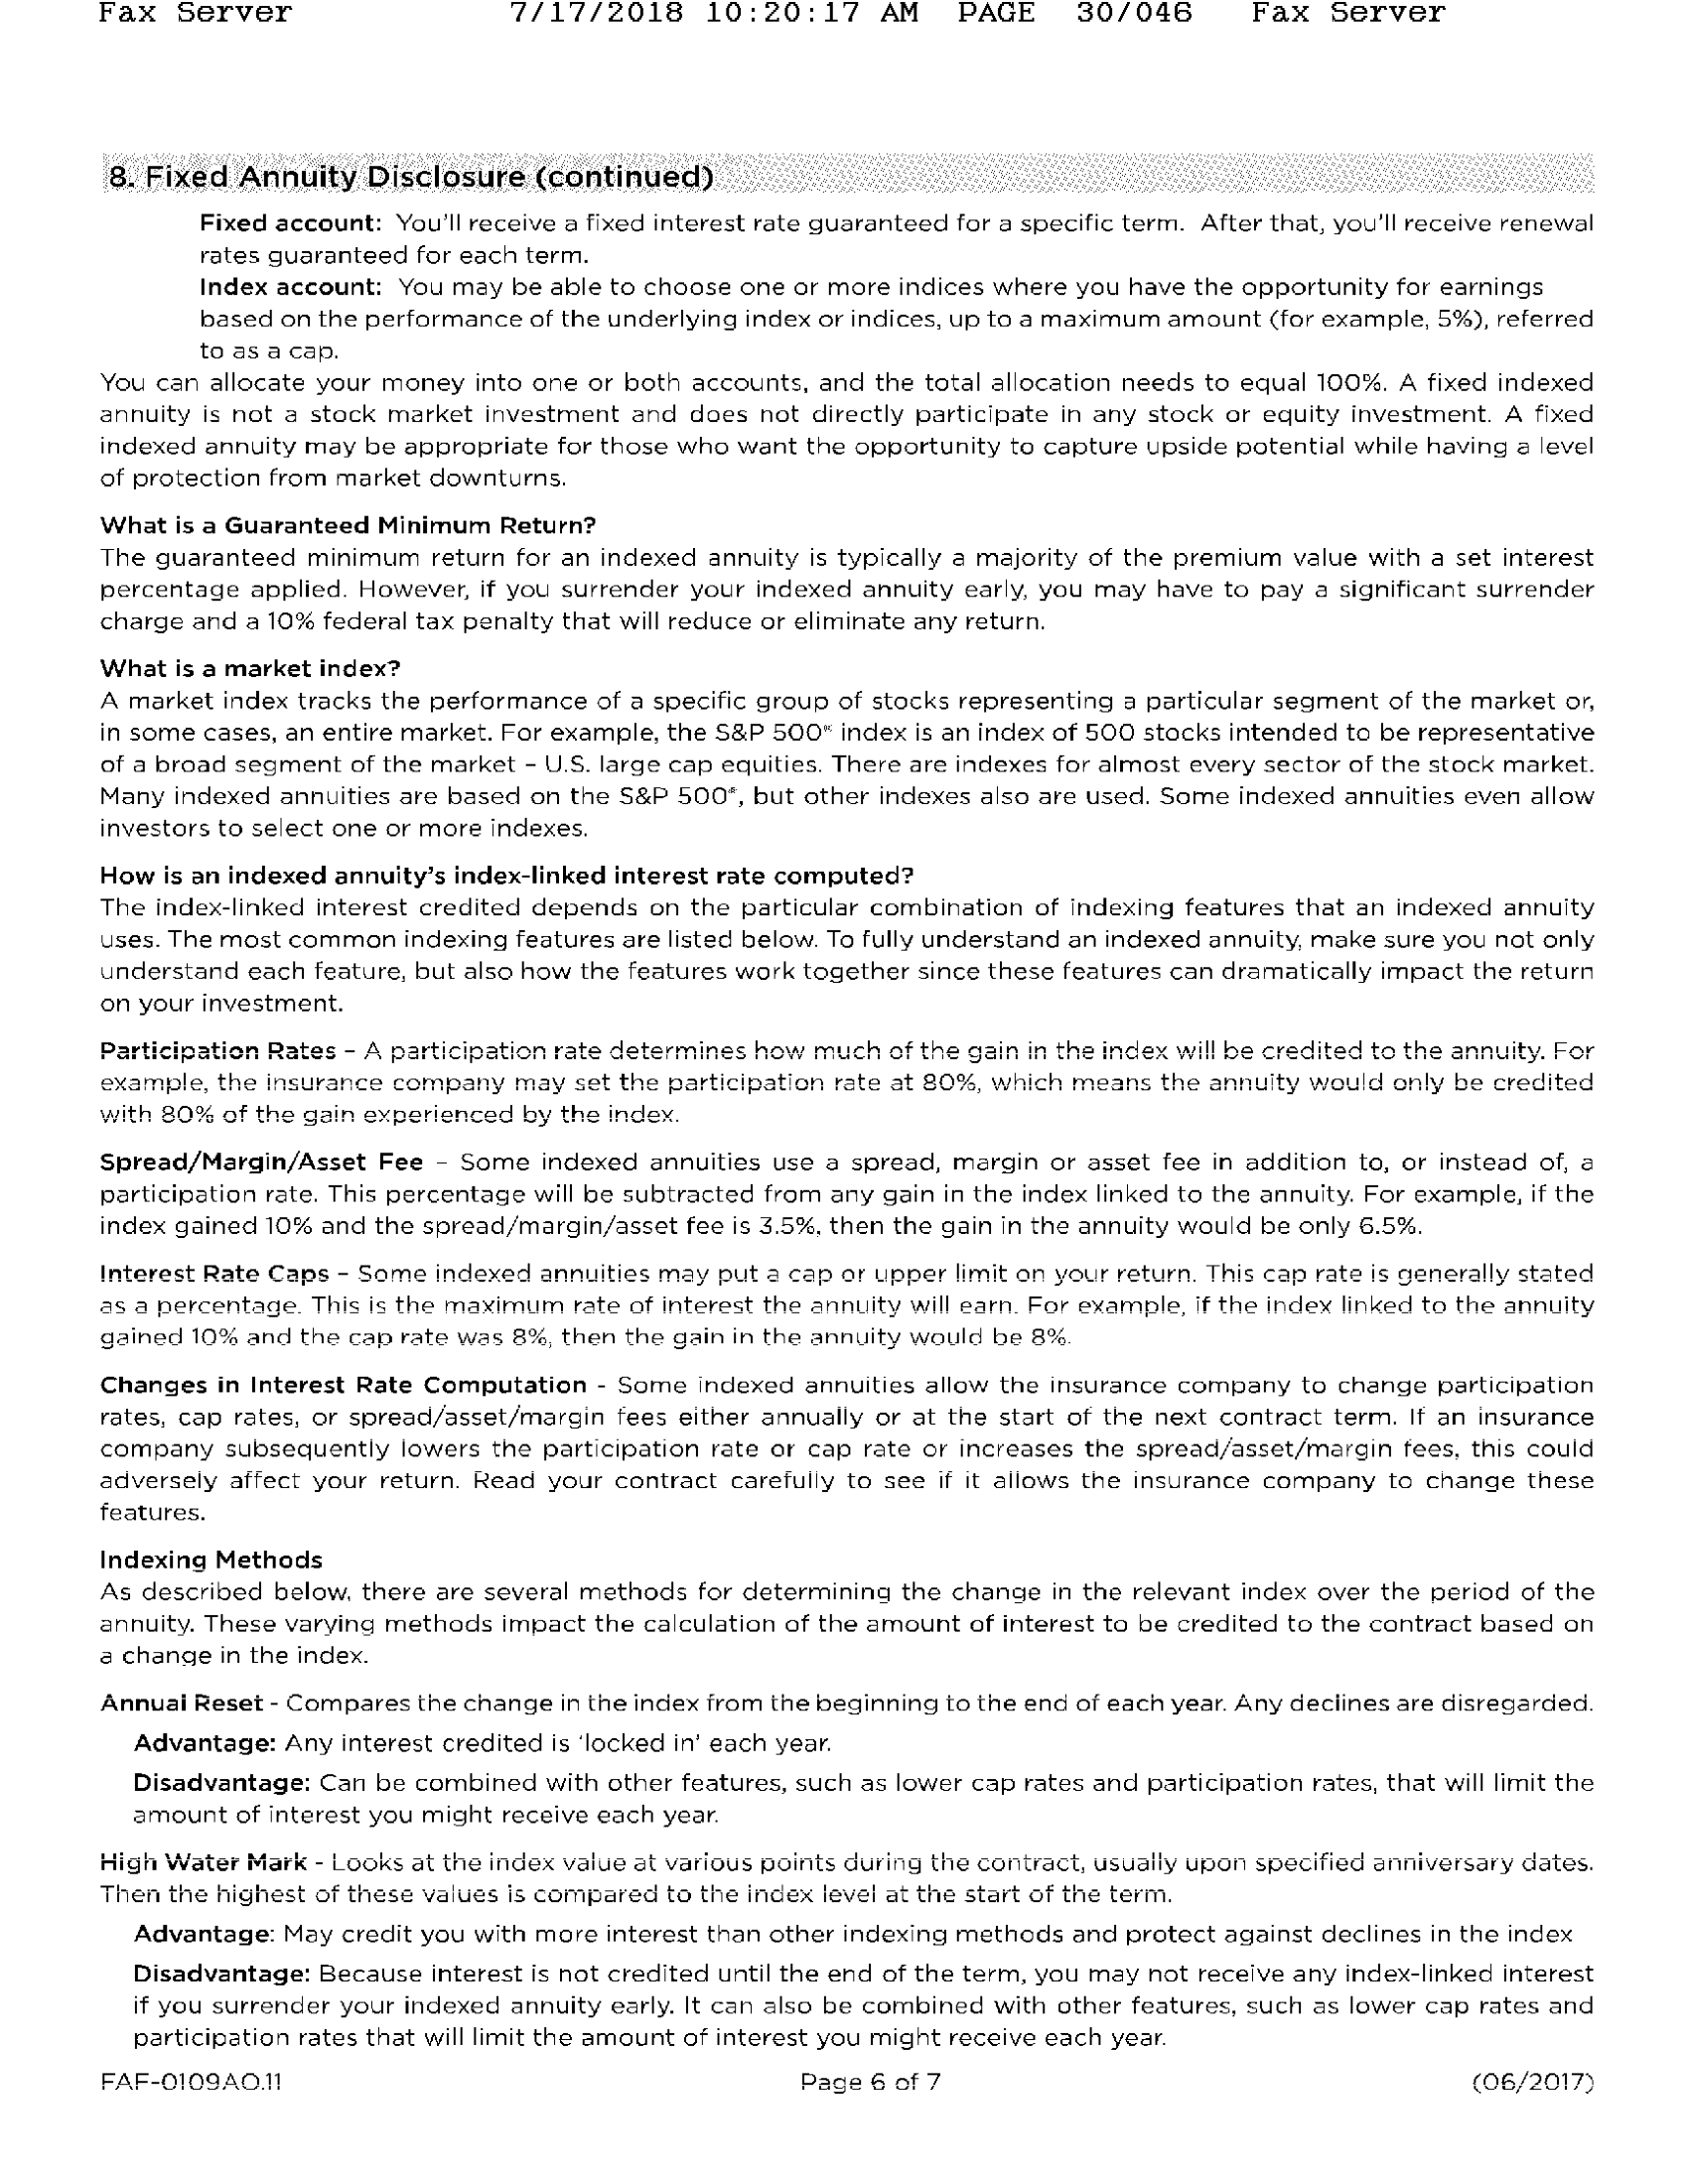 Fax Server 7/17/2018 10:20:17 AM PAGE 30/046 Fax Server
8. Fixed Annuity Disclosure (continued)
Fixed account: You'll receive a fixed interest rate guaranteed for a specific term. After that, you'll receive renewal
rates guaranteed for each term.
Index account: You may be able to choose one or more indices where you have the opportunity for earnings
based on the performance of the underlying index or indices, up to a maximum amount (for example, 5%), referred
to as a cap.
You can allocate your money into one or both accounts, and the total allocation needs to equal 100%. A fixed indexed
annuity is not a stock market investment and does not directly participate in any stock or equity investment. A fixed
indexed annuity may be appropriate for those who want the opportunity to capture upside potential while having a level
of protection from market downturns.
What is a Guaranteed Minimum Return?
The guaranteed minimum return for an indexed annuity is typically a majority of the premium value with a set interest
percentage applied. However, if you surrender your indexed annuity early, you may have to pay a significant surrender
charge and a 10% federal tax penalty that will reduce or eliminate any return.
What is a market index?
A market index tracks the performance of a specific group of stocks representing a particular segment of the market or,
in some cases, an entire market. For example, the S&P 500® index is an index of 500 stocks intended to be representative
of a broad segment of the market – U.S. large cap equities. There are indexes for almost every sector of the stock market.
Many indexed annuities are based on the S&P 500®, but other indexes also are used. Some indexed annuities even allow
investors to select one or more indexes.
How is an indexed annuity's index-linked interest rate computed?
The index-linked interest credited depends on the particular combination of indexing features that an indexed annuity
uses. The most common indexing features are listed below. To fully understand an indexed annuity, make sure you not only
understand each feature, but also how the features work together since these features can dramatically impact the return
on your investment.
Participation Rates – A participation rate determines how much of the gain in the index will be credited to the annuity. For
example, the insurance company may set the participation rate at 80%, which means the annuity would only be credited
with 80% of the gain experienced by the index.
Spread/Margin/Asset Fee – Some indexed annuities use a spread, margin or asset fee in addition to, or instead of, a
participation rate. This percentage will be subtracted from any gain in the index linked to the annuity. For example, if the
index gained 10% and the spread/margin/asset fee is 3.5%, then the gain in the annuity would be only 6.5%.
Interest Rate Caps – Some indexed annuities may put a cap or upper limit on your return. This cap rate is generally stated
as a percentage. This is the maximum rate of interest the annuity will earn. For example, if the index linked to the annuity
gained 10% and the cap rate was 8%, then the gain in the annuity would be 8%.
Changes in Interest Rate Computation - Some indexed annuities allow the insurance company to change participation
rates, cap rates, or spread/asset/margin fees either annually or at the start of the next contract term. If an insurance
company subsequently lowers the participation rate or cap rate or increases the spread/asset/margin fees, this could
adversely affect your return. Read your contract carefully to see if it allows the insurance company to change these
features.
Indexing Methods
As described below, there are several methods for determining the change in the relevant index over the period of the
annuity. These varying methods impact the calculation of the amount of interest to be credited to the contract based on
a change in the index.
Annual Reset - Compares the change in the index from the beginning to the end of each year. Any declines are disregarded.
Advantage: Any interest credited is 'locked in' each year.
Disadvantage: Can be combined with other features, such as lower cap rates and participation rates, that will limit the
amount of interest you might receive each year.
High Water Mark - Looks at the index value at various points during the contract, usually upon specified anniversary dates.
Then the highest of these values is compared to the index level at the start of the term.
Advantage: May credit you with more interest than other indexing methods and protect against declines in the index
Disadvantage: Because interest is not credited until the end of the term, you may not receive any index-linked interest
if you surrender your indexed annuity early. It can also be combined with other features, such as lower cap rates and
participation rates that will limit the amount of interest you might receive each year.
FAF-0109AO.11 Page 6 of 7 (06/2017)